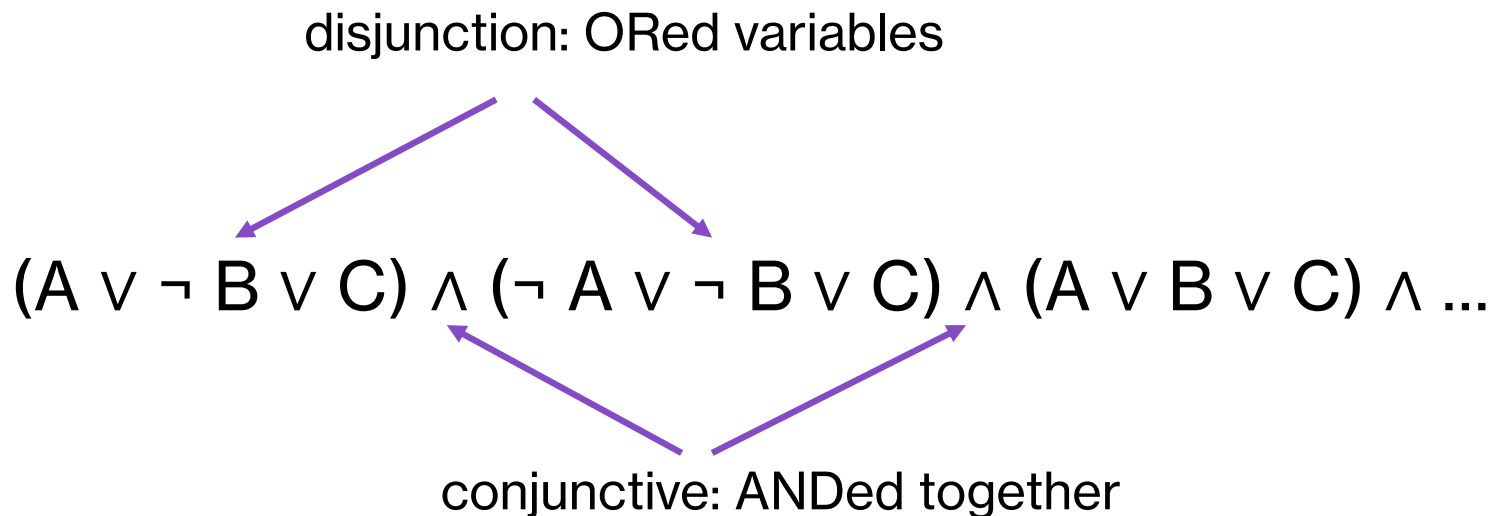 disjunction: ORed variables
(A ∨ ¬ B ∨ C) ∧ (¬ A ∨ ¬ B ∨ C) ∧ (A ∨ B ∨ C) ∧ ...
conjunctive: ANDed together